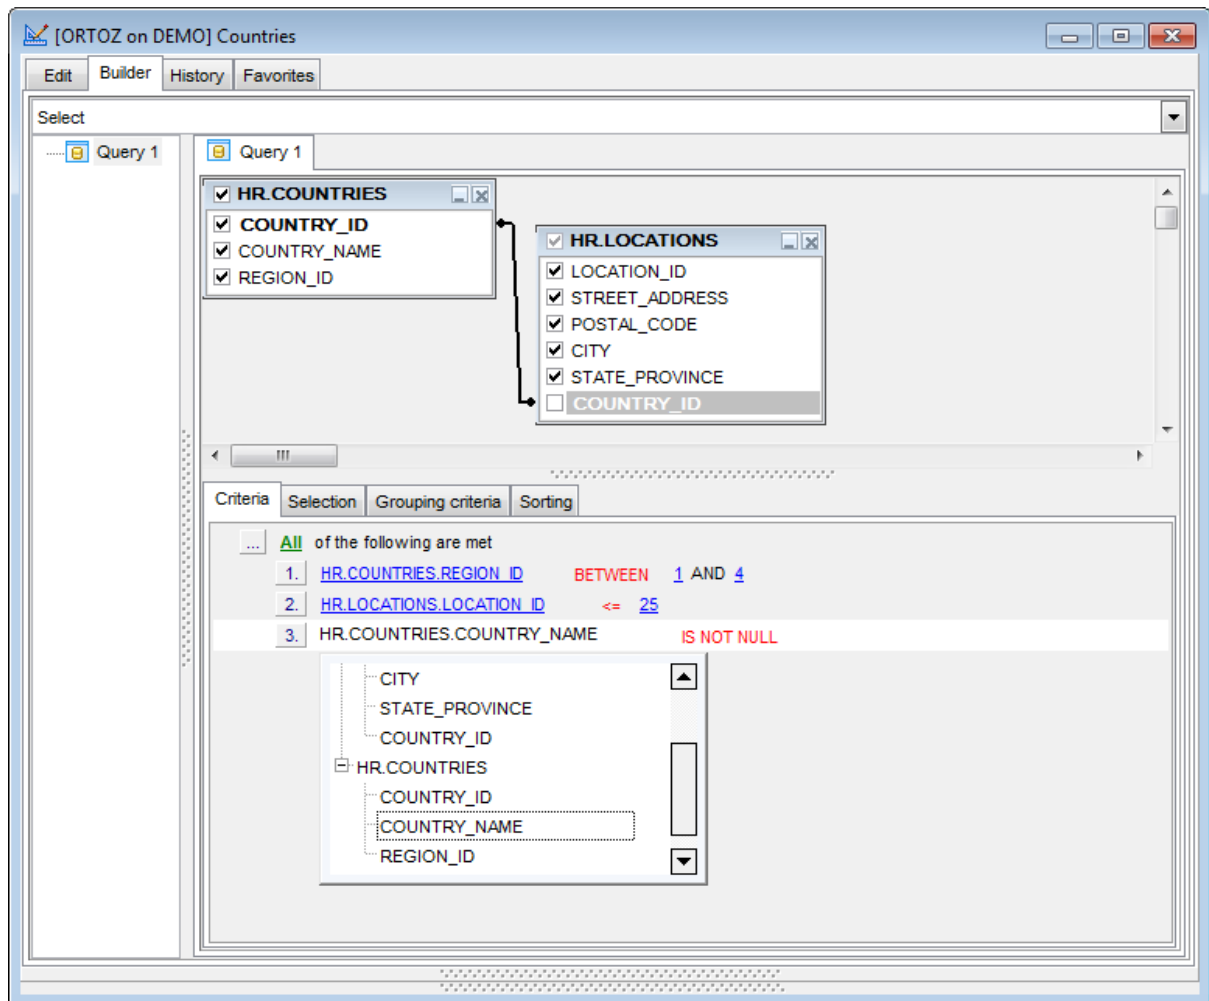 [ORTOZ on DEMO] Countries
Edit Builder History Favorites
Select
Query 1
Query 1
HR.COUNTRIES
COUNTRY_ID
COUNTRY_NAME
REGION_ID
HR.LOCATIONS
LOCATION_ID
STREET_ADDRESS
POSTAL_CODE
CITY
STATE_PROVINCE
COUNTRY_ID
Criteria Selection Grouping criteria Sorting
... All of the following are met
1. HR.COUNTRIES.REGION_ID BETWEEN 1 AND 4
2. HR.LOCATIONS.LOCATION_ID <= 25
3. HR.COUNTRIES.COUNTRY_NAME IS NOT NULL
CITY
STATE_PROVINCE
COUNTRY_ID
HR.COUNTRIES
COUNTRY_ID
COUNTRY_NAME
REGION_ID